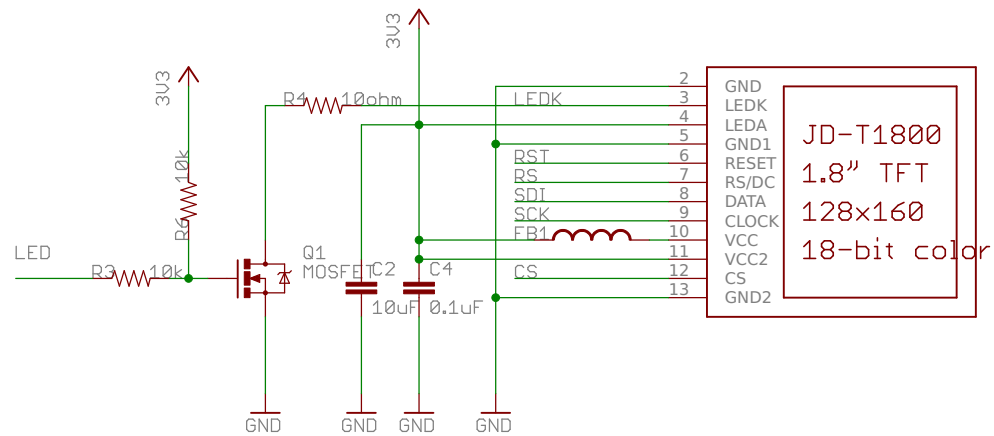 3V3
3V3
R4 10ohm
LEDK
2 GND
3 LEDK
4 LEDA
5 GND1
6 RESET
7 RS/DC
8 DATA
9 CLOCK
10 VCC
11 VCC2
12 CS
13 GND2
JD-T1800
1.8" TFT
128x160
18-bit color
RST
RS
SDI
SCK
FB1
CS
10k
R6
LED
R3 10k
Q1
MOSFET
C2
C4
10uF
0.1uF
GND
GND
GND
GND